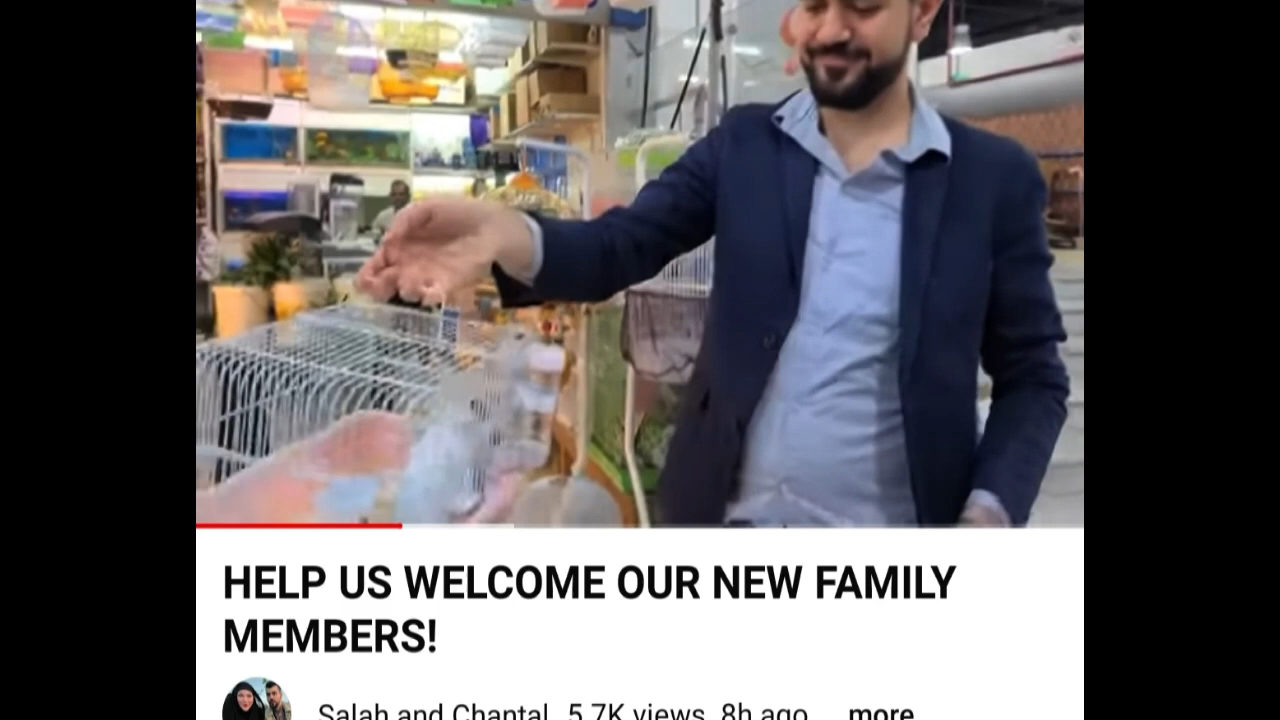 HELP US WELCOME OUR NEW FAMILY
MEMBERS!
Salah and Chantal 5.7K views 8h ago ...more